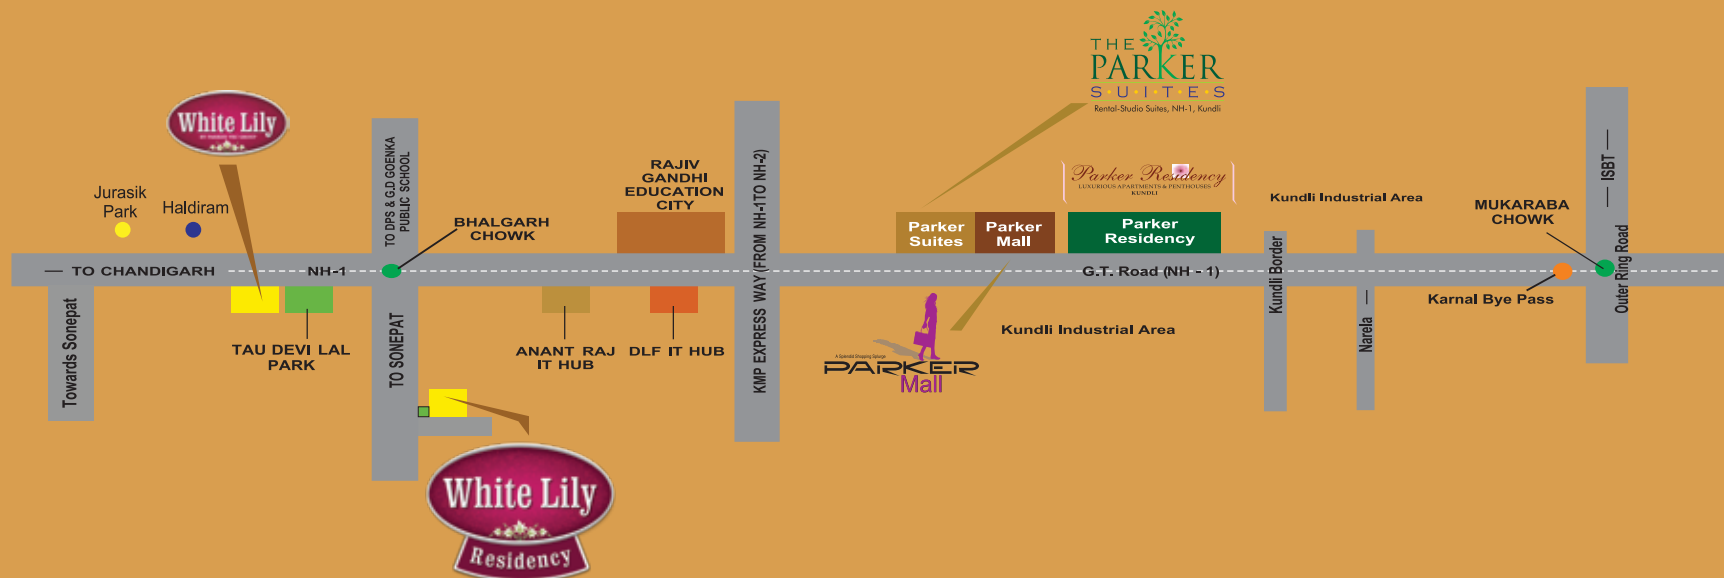 THE
PARKER
S·U·I·T·E·S
Rental-Studio Suites, NH-1, Kundli
White Lily
Jurasik
Park
Haldiram
TO DPS & G.D GOENKA
PUBLIC SCHOOL
BHALGARH
CHOWK
RAJIV
GANDHI
EDUCATION
CITY
KMP EXPRESS WAY (FROM NH-1TO NH-2)
Parker
Suites
Parker
Mall
Parker Residency
LUXURIOUS APARTMENTS & PENTHOUSES
KUNDLI
Parker
Residency
Kundli Industrial Area
MUKARABA
CHOWK
— ISBT —
Outer Ring Road
— TO CHANDIGARH
NH-1
G.T. Road (NH - 1)
Kundli Border
Narela —
Karnal Bye Pass
Towards Sonepat
TAU DEVI LAL
PARK
TO SONEPAT
ANANT RAJ
IT HUB
DLF IT HUB
Kundli Industrial Area
A Splendid Shopping Splurge
PARKER
Mall
White Lily
Residency